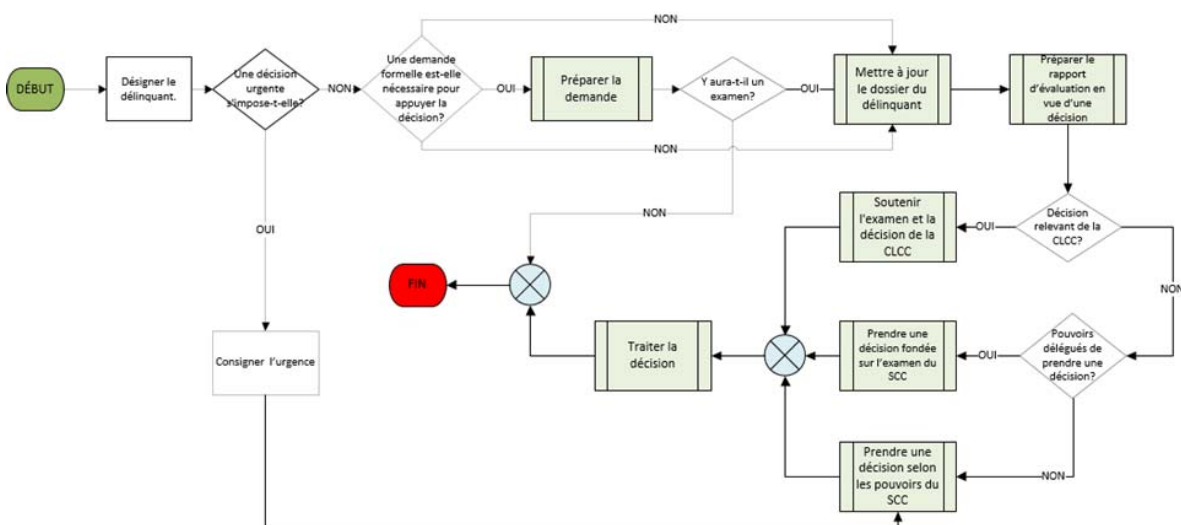 DÉBUT
Désigner le
délinquant.
Une décision
urgente
s'impose-t-elle?
NON
Une demande
formelle est-elle
nécessaire pour
appuyer la
décision?
NON
OUI
NON
Préparer la
demande
Y aura-t-il un
examen?
OUI
Mettre à jour
le dossier du
délinquant
Préparer le
rapport
d'évaluation en
vue d'une
décision
OUI
NON
Soutenir
l'examen et la
décision de la
CLCC
OUI
Décision
relevant de la
CLCC?
NON
FIN
Consigner l'urgence
Traiter la
décision
Prendre une
décision fondée
sur l'examen du
SCC
OUI
Pouvoirs
délégués de
prendre une
décision?
Prendre une
décision selon
les pouvoirs du
SCC
NON